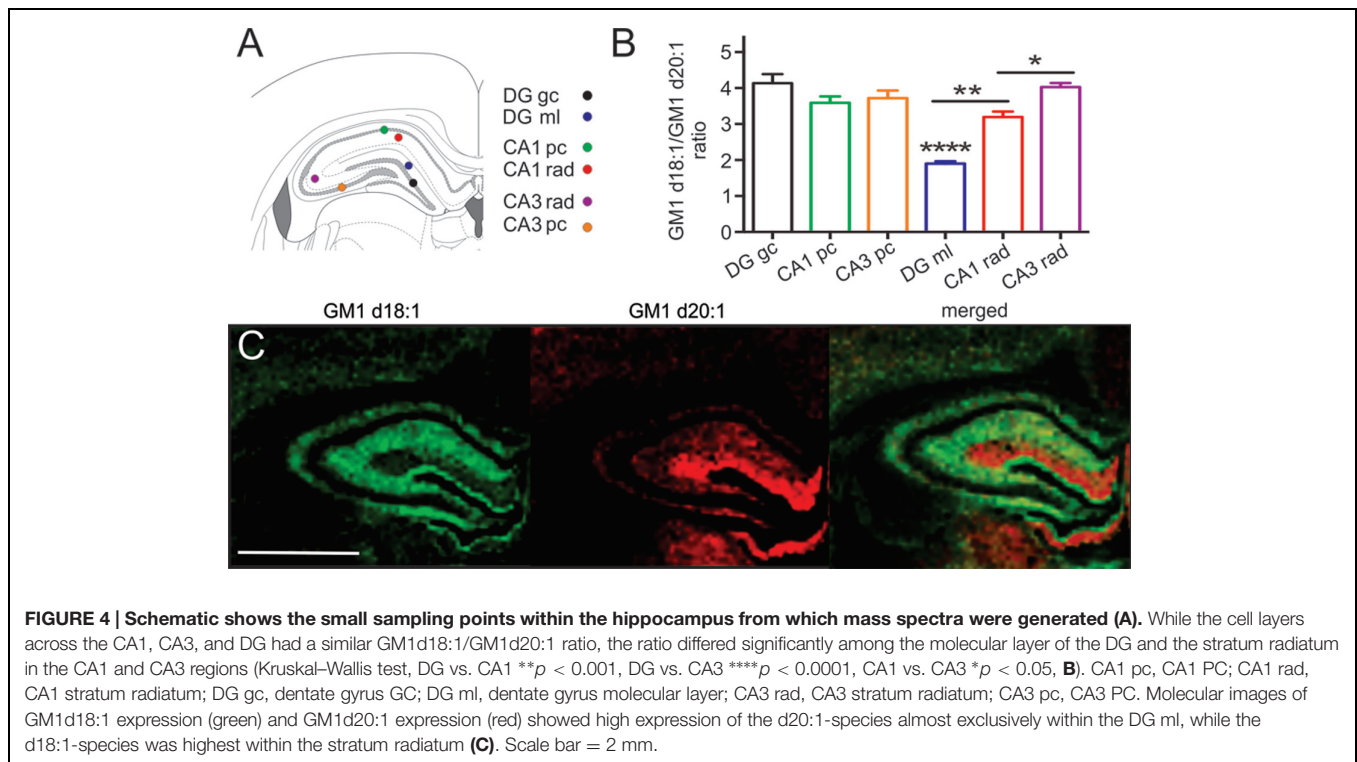 A
DG gc
DG ml
CA1 pc
CA1 rad
CA3 rad
CA3 pc
B
GM1 d18:1/GM1 d20:1
ratio
5
4
3
2
1
0
*
**
****
DG gc
CA1 pc
CA3 pc
DG ml
CA1 rad
CA3 rad
GM1 d18:1
GM1 d20:1
merged
C
FIGURE 4 | Schematic shows the small sampling points within the hippocampus from which mass spectra were generated (A). While the cell layers
across the CA1, CA3, and DG had a similar GM1d18:1/GM1d20:1 ratio, the ratio differed significantly among the molecular layer of the DG and the stratum radiatum
in the CA1 and CA3 regions (Kruskal–Wallis test, DG vs. CA1 **p < 0.001, DG vs. CA3 ****p < 0.0001, CA1 vs. CA3 *p < 0.05, B). CA1 pc, CA1 PC; CA1 rad,
CA1 stratum radiatum; DG gc, dentate gyrus GC; DG ml, dentate gyrus molecular layer; CA3 rad, CA3 stratum radiatum; CA3 pc, CA3 PC. Molecular images of
GM1d18:1 expression (green) and GM1d20:1 expression (red) showed high expression of the d20:1-species almost exclusively within the DG ml, while the
d18:1-species was highest within the stratum radiatum (C). Scale bar = 2 mm.